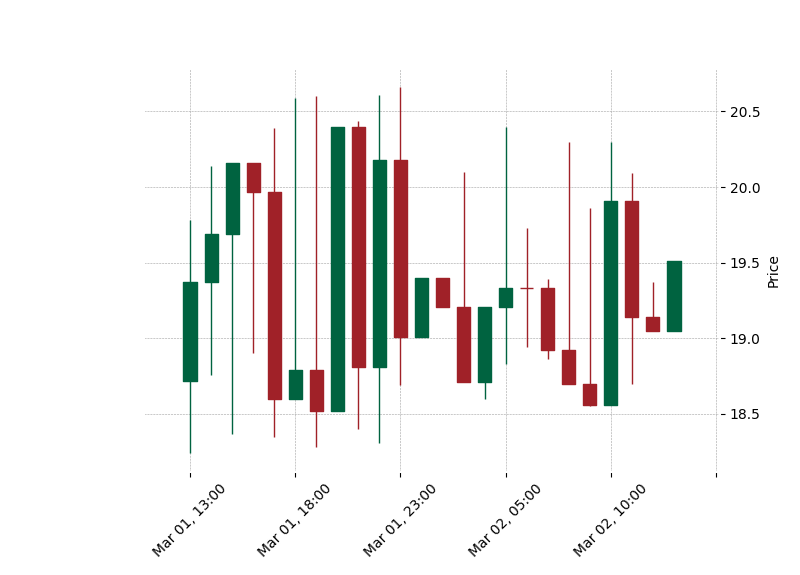 20.5
20.0
19.5
19.0
18.5
Price
Mar 01, 13:00
Mar 01, 18:00
Mar 01, 23:00
Mar 02, 05:00
Mar 02, 10:00